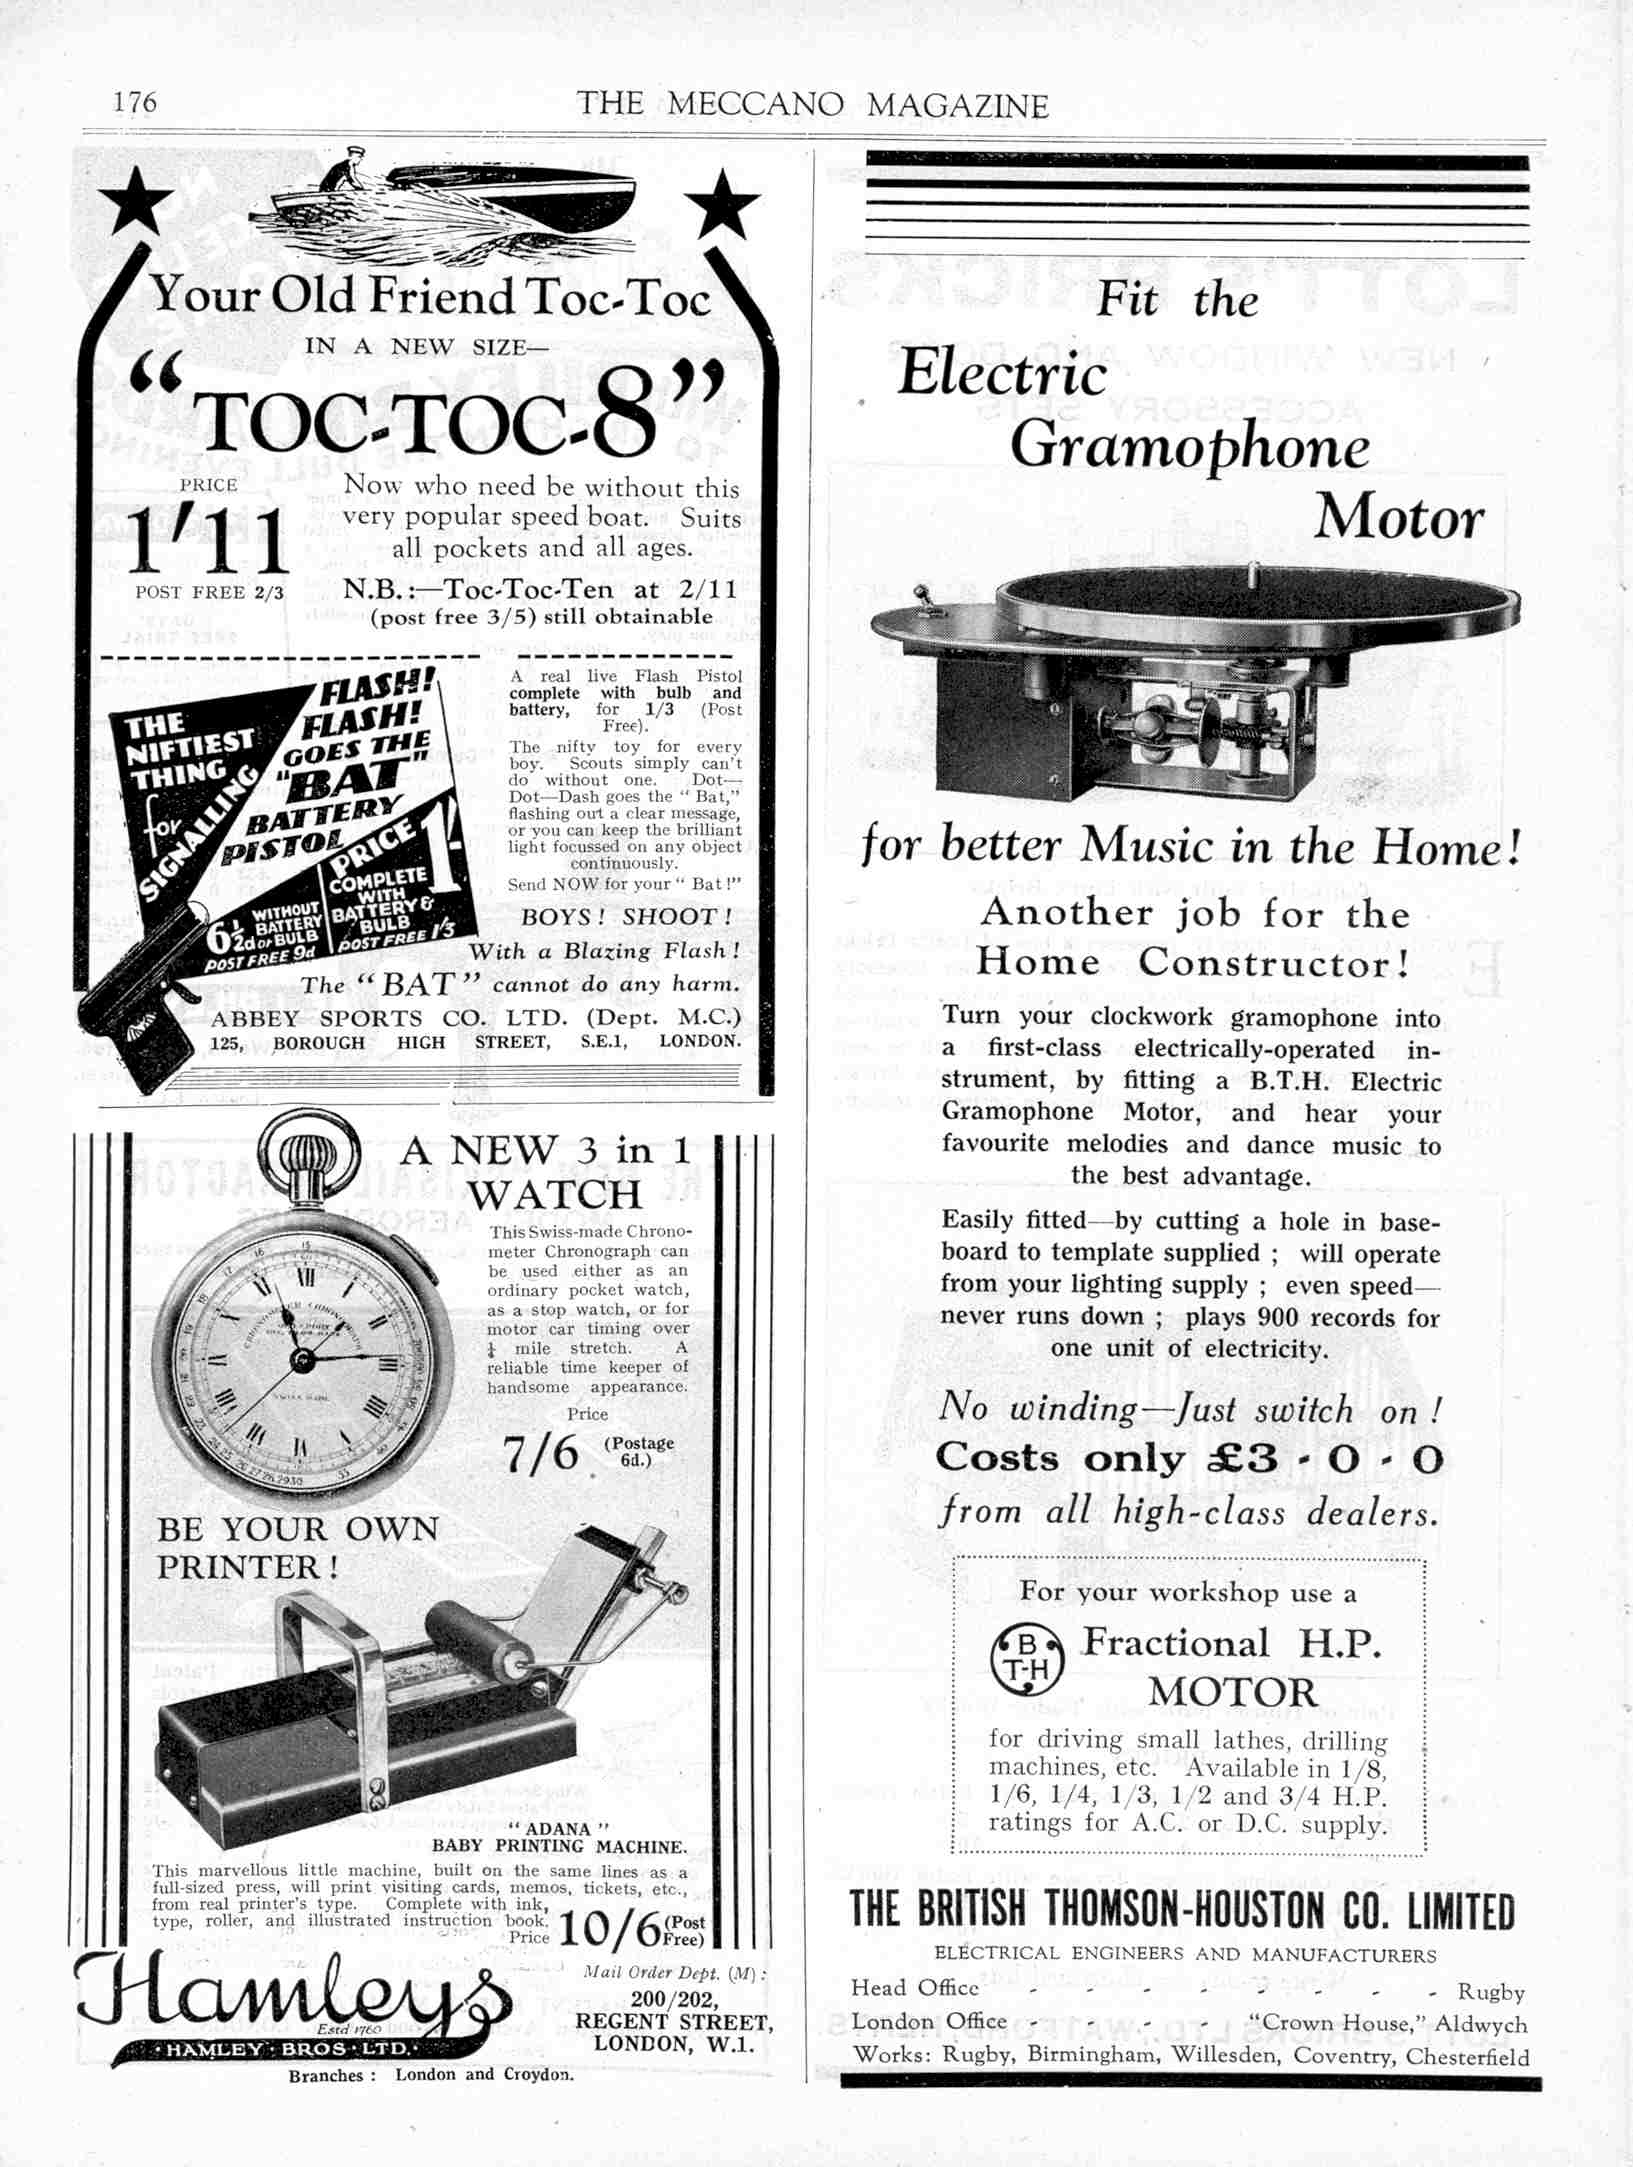 176
THE MECCANO MAGAZINE
Your Old Friend Toc-Toc
IN A NEW SIZE—
"TOC-TOC-8"
PRICE
1'11
POST FREE 2/3
Now who need be without this
very popular speed boat. Suits
all pockets and all ages.
N.B.:—Toc-Toc-Ten at 2/11
(post free 3/5) still obtainable
THE
NIFTIEST
THING
for
SIGNALLING
FLASH!
FLASH!
GOES THE
"BAT"
BATTERY
PISTOL
PRICE 1/-
COMPLETE
WITH
BATTERY &
BULB
POST FREE 1/3
6½d WITHOUT
BATTERY
or BULB
POST FREE 9d
A real live Flash Pistol
complete with bulb and
battery, for 1/3 (Post
Free).
The nifty toy for every
boy. Scouts simply can't
do without one. Dot—
Dot—Dash goes the "Bat,"
flashing out a clear message,
or you can keep the brilliant
light focussed on any object
continuously.
Send NOW for your "Bat!"
BOYS! SHOOT!
With a Blazing Flash!
The "BAT" cannot do any harm.
ABBEY SPORTS CO. LTD. (Dept. M.C.)
125, BOROUGH HIGH STREET, S.E.1, LONDON.
A NEW 3 in 1
WATCH
This Swiss-made Chrono-
meter Chronograph can
be used either as an
ordinary pocket watch,
as a stop watch, or for
motor car timing over
¼ mile stretch. A
reliable time keeper of
handsome appearance.
Price
7/6 (Postage
6d.)
BE YOUR OWN
PRINTER!
"ADANA"
BABY PRINTING MACHINE.
This marvellous little machine, built on the same lines as a
full-sized press, will print visiting cards, memos, tickets, etc.,
from real printer's type. Complete with ink,
type, roller, and illustrated instruction book.
Price 10/6 (Post
Free)
Hamleys
Estd 1760
HAMLEY BROS LTD.
Mail Order Dept. (M):
200/202,
REGENT STREET,
LONDON, W.1.
Branches: London and Croydon.
Fit the
Electric
Gramophone
Motor
for better Music in the Home!
Another job for the
Home Constructor!
Turn your clockwork gramophone into
a first-class electrically-operated in-
strument, by fitting a B.T.H. Electric
Gramophone Motor, and hear your
favourite melodies and dance music to
the best advantage.
Easily fitted—by cutting a hole in base-
board to template supplied; will operate
from your lighting supply; even speed—
never runs down; plays 900 records for
one unit of electricity.
No winding—Just switch on!
Costs only £3 - 0 - 0
from all high-class dealers.
For your workshop use a
B
T-H
Fractional H.P.
MOTOR
for driving small lathes, drilling
machines, etc. Available in 1/8,
1/6, 1/4, 1/3, 1/2 and 3/4 H.P.
ratings for A.C. or D.C. supply.
THE BRITISH THOMSON-HOUSTON CO. LIMITED
ELECTRICAL ENGINEERS AND MANUFACTURERS
Head Office - - - - - - - - Rugby
London Office - - - - "Crown House," Aldwych
Works: Rugby, Birmingham, Willesden, Coventry, Chesterfield